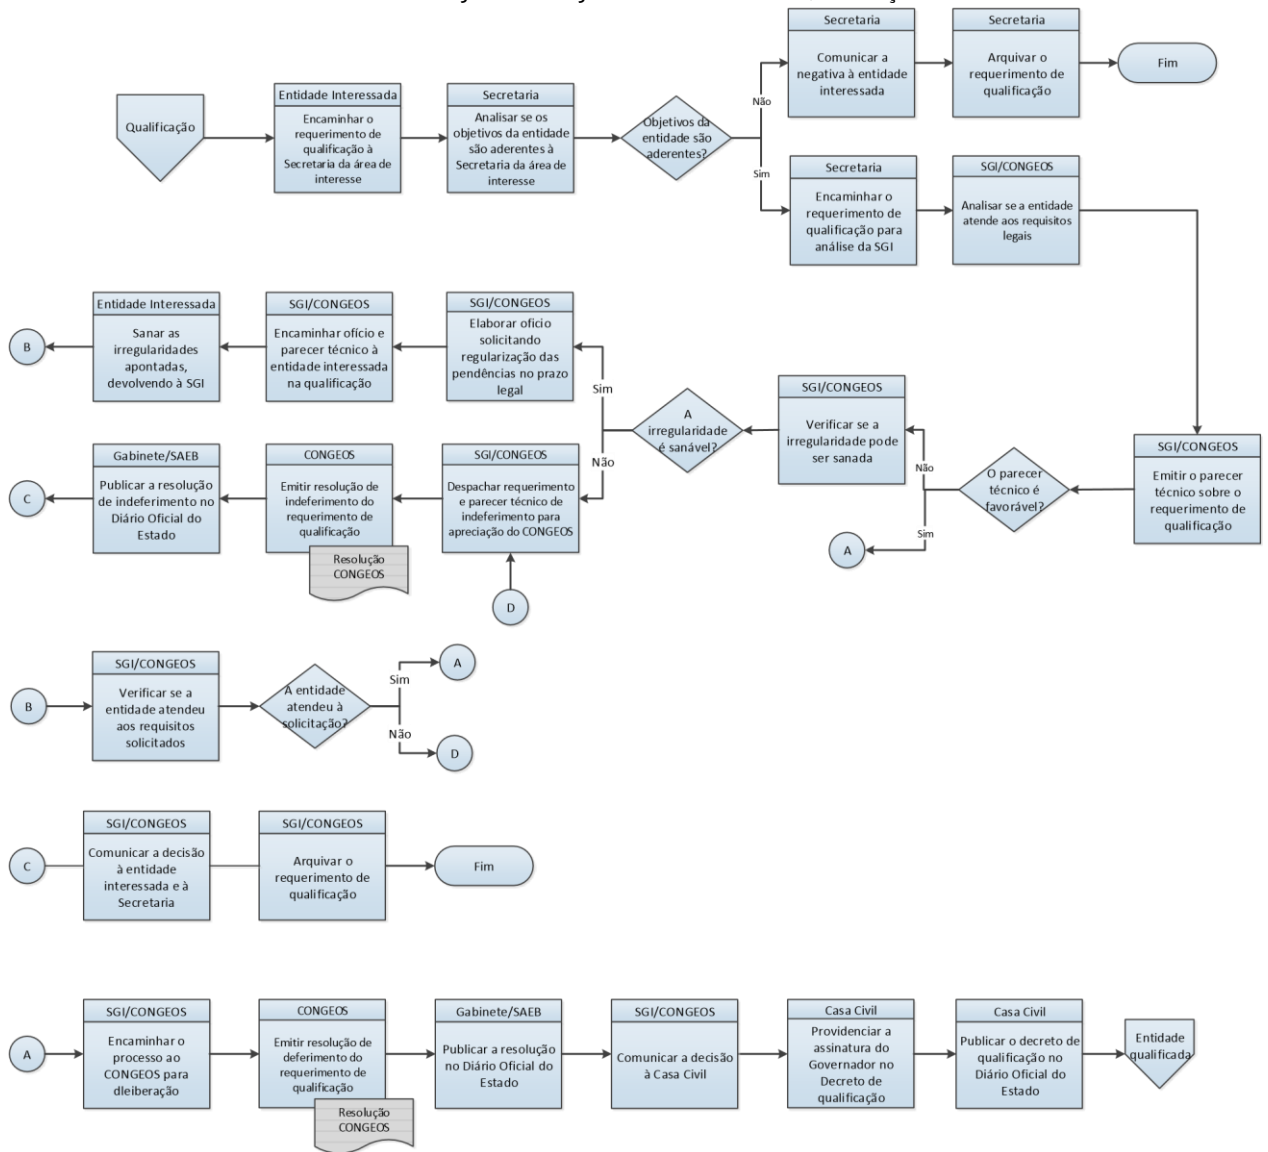 Qualificação
Entidade Interessada
Encaminhar o
requerimento de
qualificação à
Secretaria da área de
interesse
Secretaria
Analisar se os
objetivos da entidade
são aderentes à
Secretaria da área de
interesse
Objetivos da
entidade são
aderentes?
Não
Sim
Secretaria
Comunicar a
negativa à entidade
interessada
Secretaria
Arquivar o
requerimento de
qualificação
Fim
Secretaria
Encaminhar o
requerimento de
qualificação para
análise da SGI
SGI/CONGEOS
Analisar se a entidade
atende aos requisitos
legais
B
Entidade Interessada
Sanar as
irregularidades
apontadas,
devolvendo à SGI
SGI/CONGEOS
Encaminhar ofício e
parecer técnico à
entidade interessada
na qualificação
SGI/CONGEOS
Elaborar oficio
solicitando
regularização das
pendências no prazo
legal
Sim
Não
A
irregularidade
é sanável?
SGI/CONGEOS
Verificar se a
irregularidade pode
ser sanada
Não
Sim
A
O parecer
técnico é
favorável?
SGI/CONGEOS
Emitir o parecer
técnico sobre o
requerimento de
qualificação
C
Gabinete/SAEB
Publicar a resolução
de indeferimento no
Diário Oficial do
Estado
CONGEOS
Emitir resolução de
indeferimento do
requerimento de
qualificação
Resolução
CONGEOS
SGI/CONGEOS
Despachar requerimento
e parecer técnico de
indeferimento para
apreciação do CONGEOS
D
B
SGI/CONGEOS
Verificar se a
entidade atendeu
aos requisitos
solicitados
A entidade
atendeu à
solicitação?
Sim
Não
A
D
C
SGI/CONGEOS
Comunicar a decisão
à entidade
interessada e à
Secretaria
SGI/CONGEOS
Arquivar o
requerimento de
qualificação
Fim
A
SGI/CONGEOS
Encaminhar o
processo ao
CONGEOS para
dleiberação
CONGEOS
Emitir resolução de
deferimento do
requerimento de
qualificação
Resolução
CONGEOS
Gabinete/SAEB
Publicar a resolução
no Diário Oficial do
Estado
SGI/CONGEOS
Comunicar a decisão
à Casa Civil
Casa Civil
Providenciar a
assinatura do
Governador no
Decreto de
qualificação
Casa Civil
Publicar o decreto de
qualificação no
Diário Oficial do
Estado
Entidade
qualificada